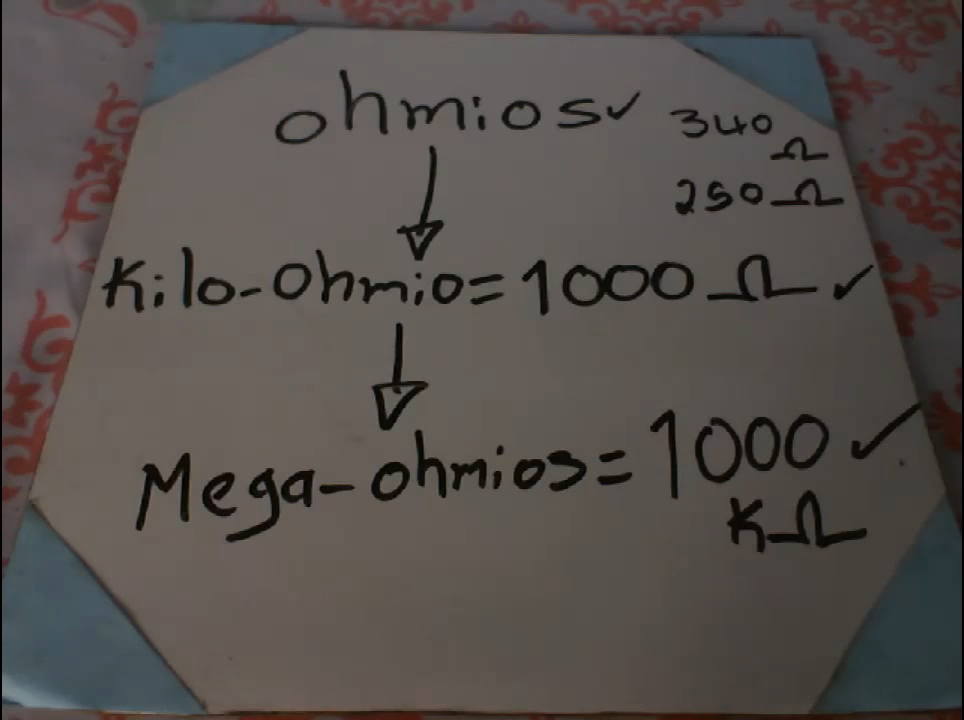 ohmios✓ 340 Ω
250 Ω
Kilo-Ohmio=1000 Ω ✓
Mega-ohmios=1000 ✓
KΩ